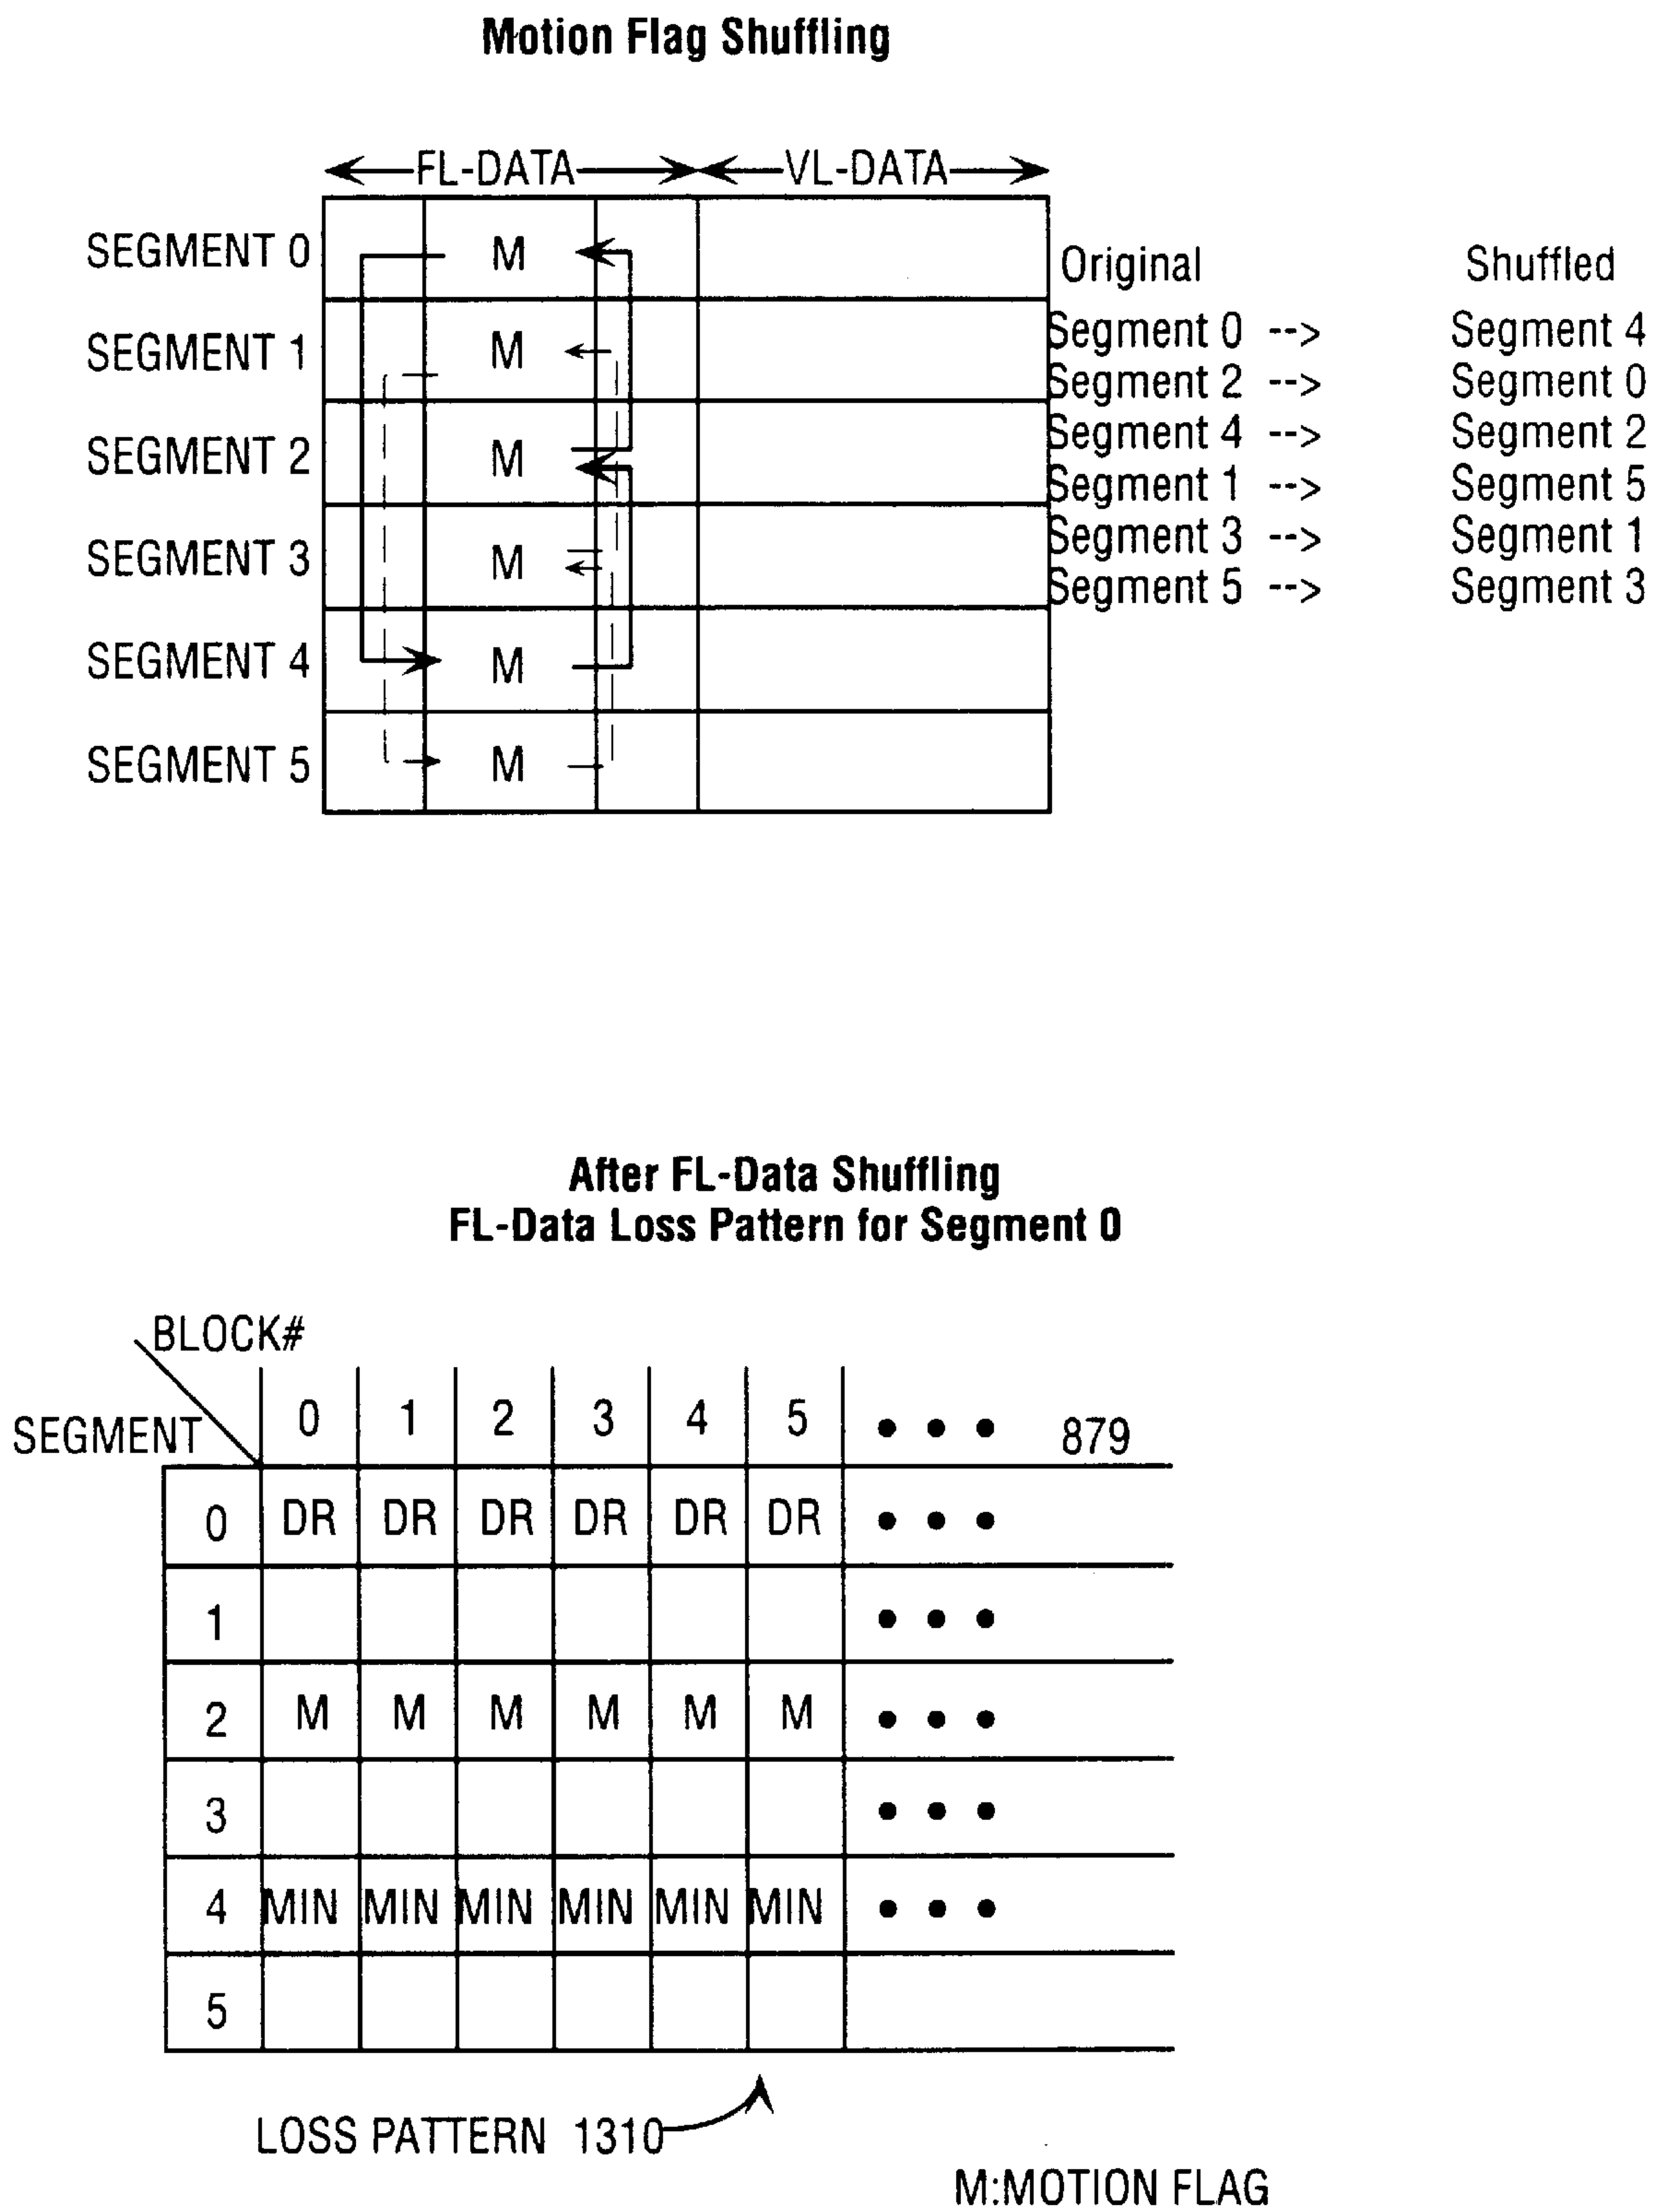 Motion Flag Shuffling
FL-DATA VL-DATA
SEGMENT 0 M
SEGMENT 1 M
SEGMENT 2 M
SEGMENT 3 M
SEGMENT 4 M
SEGMENT 5 M
Original Shuffled
Segment 0 --> Segment 4
Segment 2 --> Segment 0
Segment 4 --> Segment 2
Segment 1 --> Segment 5
Segment 3 --> Segment 1
Segment 5 --> Segment 3
After FL-Data Shuffling
FL-Data Loss Pattern for Segment 0
BLOCK#
SEGMENT 0 1 2 3 4 5 • • • 879
0 DR DR DR DR DR DR • • •
1 • • •
2 M M M M M M • • •
3 • • •
4 MIN MIN MIN MIN MIN MIN • • •
5
LOSS PATTERN 1310
M:MOTION FLAG